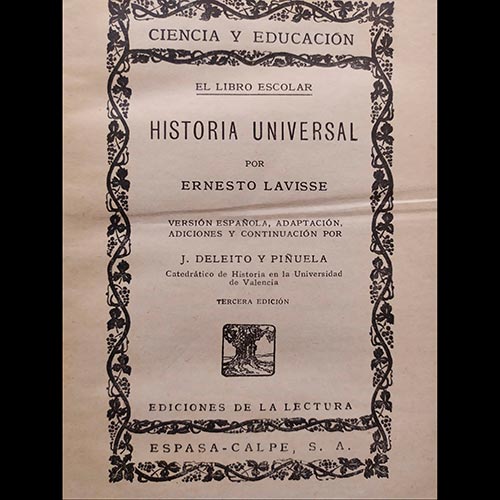 CIENCIA Y EDUCACIÓN
EL LIBRO ESCOLAR
HISTORIA UNIVERSAL
POR
ERNESTO LAVISSE
VERSIÓN ESPAÑOLA, ADAPTACIÓN,
ADICIONES Y CONTINUACIÓN POR
J. DELEITO Y PIÑUELA
Catedrático de Historia en la Universidad
de Valencia
TERCERA EDICIÓN
EDICIONES DE LA LECTURA
ESPASA-CALPE, S. A.